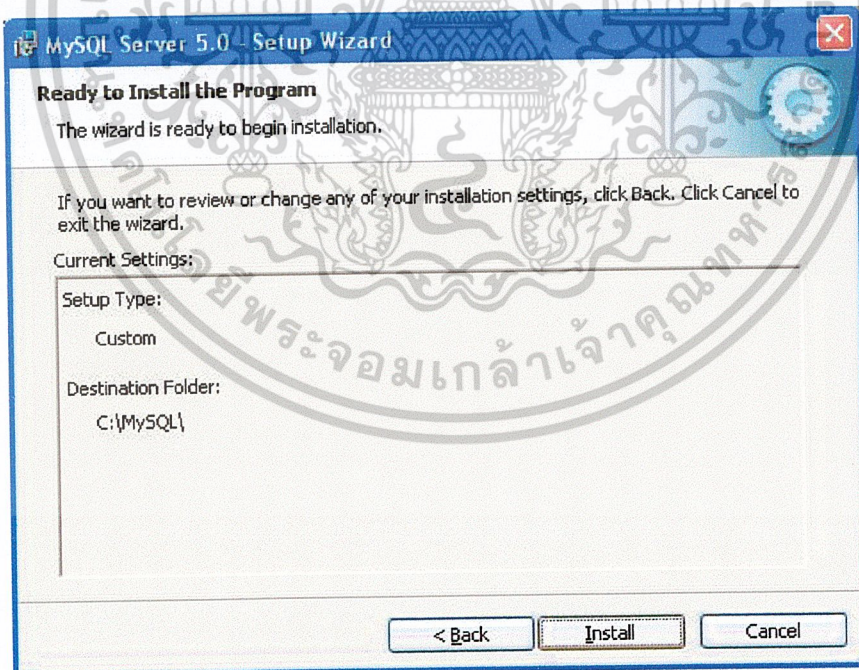 MySQL Server 5.0 - Setup Wizard
Ready to Install the Program
The wizard is ready to begin installation.
If you want to review or change any of your installation settings, click Back. Click Cancel to
exit the wizard.
Current Settings:
Setup Type:
Custom
Destination Folder:
C:\MySQL\
< Back
Install
Cancel
พระจอมเกล้าเจ้าคุณทหาร